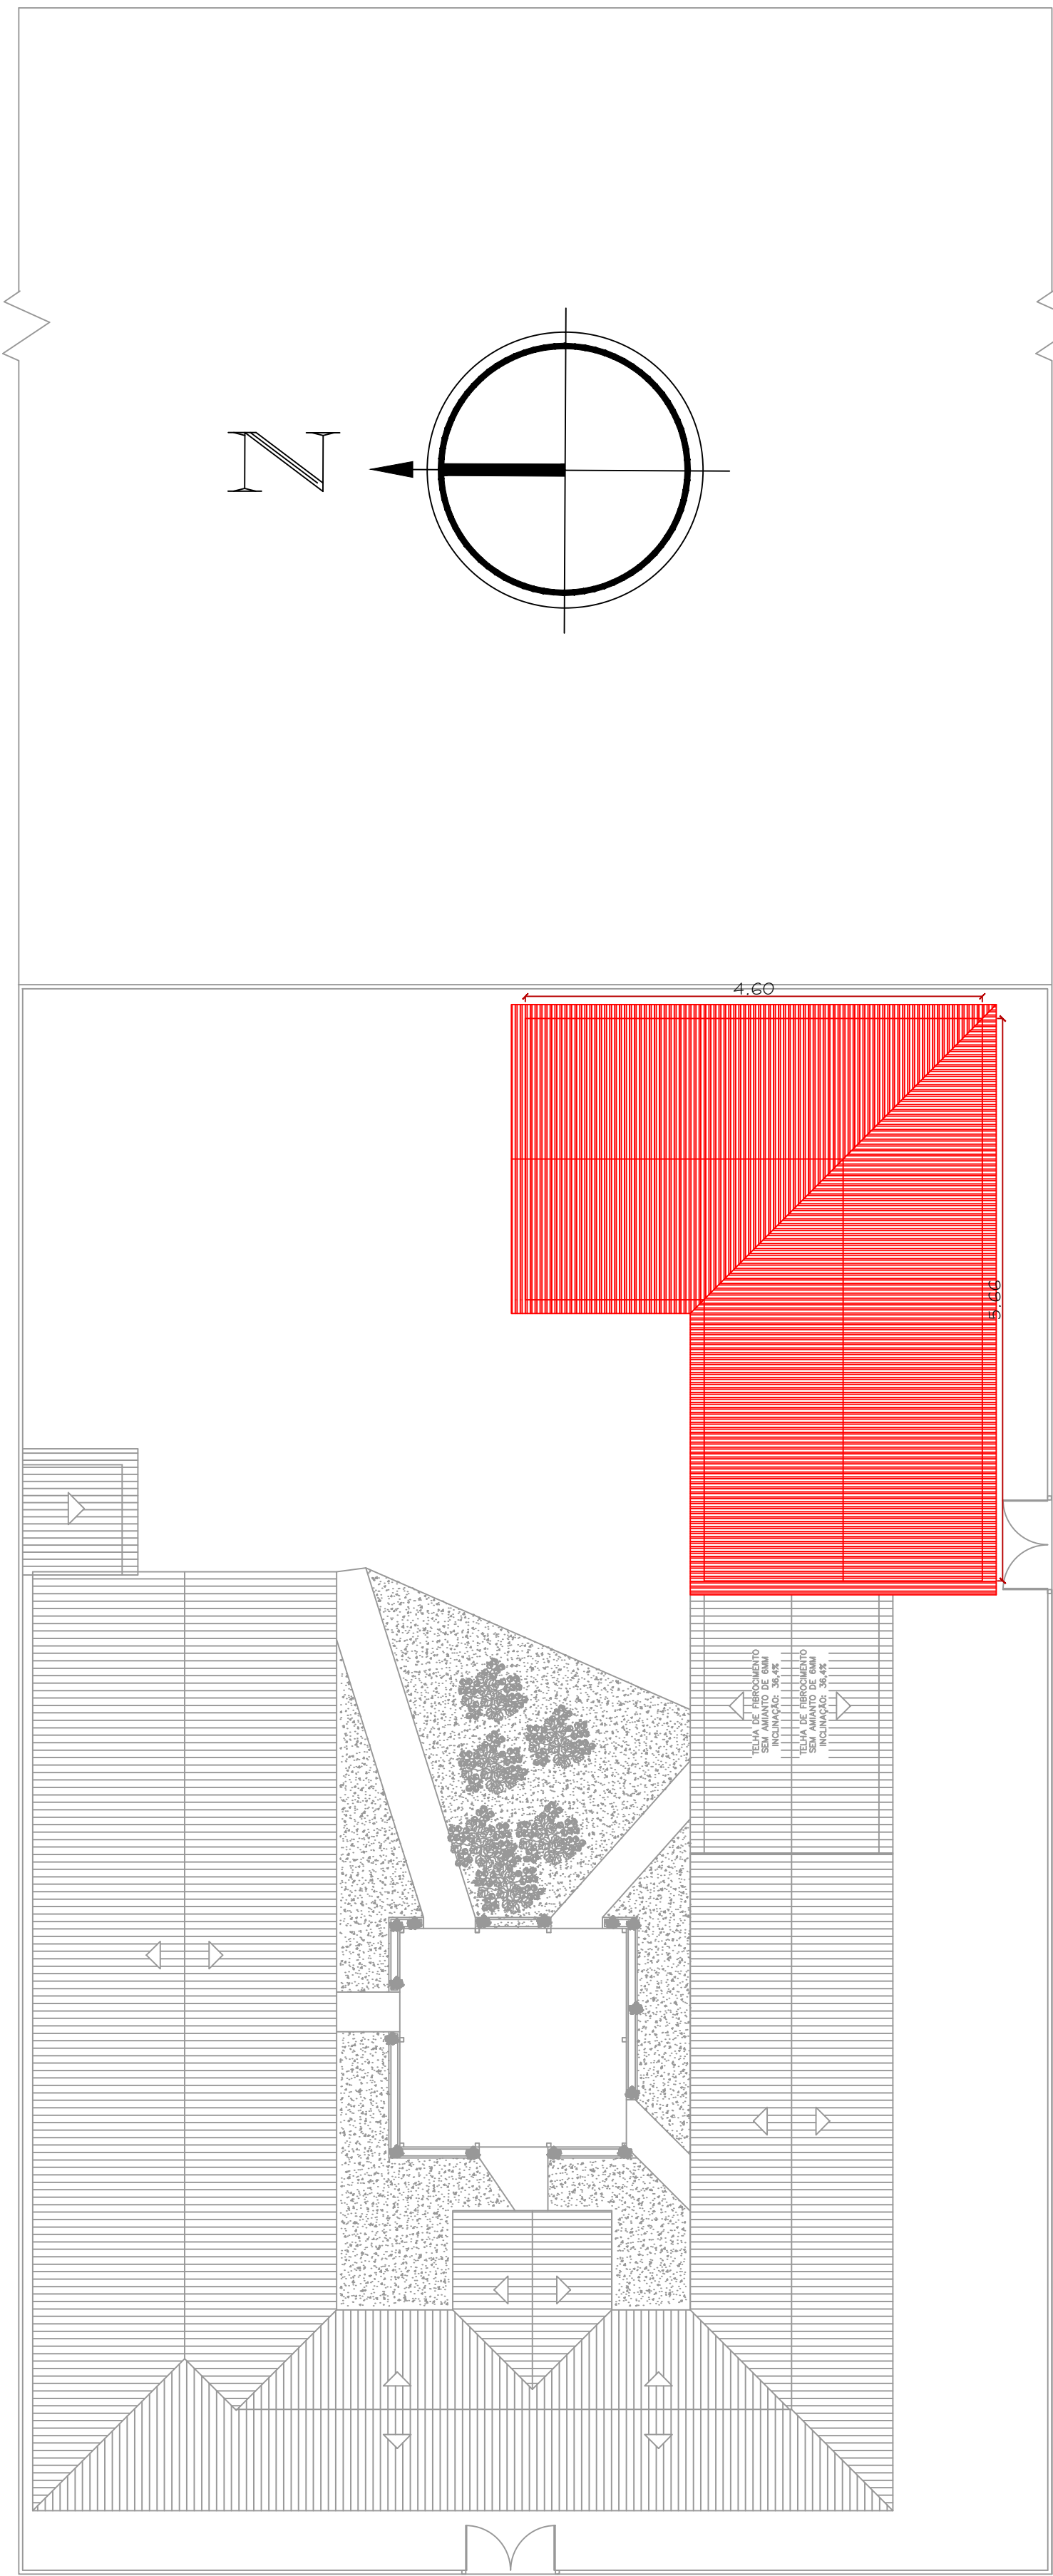 N
4.60
5.66
TELHA DE FIBROCIMENTO
SEM AMIANTO DE 6MM
INCLINAÇÃO: 36.4%
TELHA DE FIBROCIMENTO
SEM AMIANTO DE 6MM
INCLINAÇÃO: 36.4%